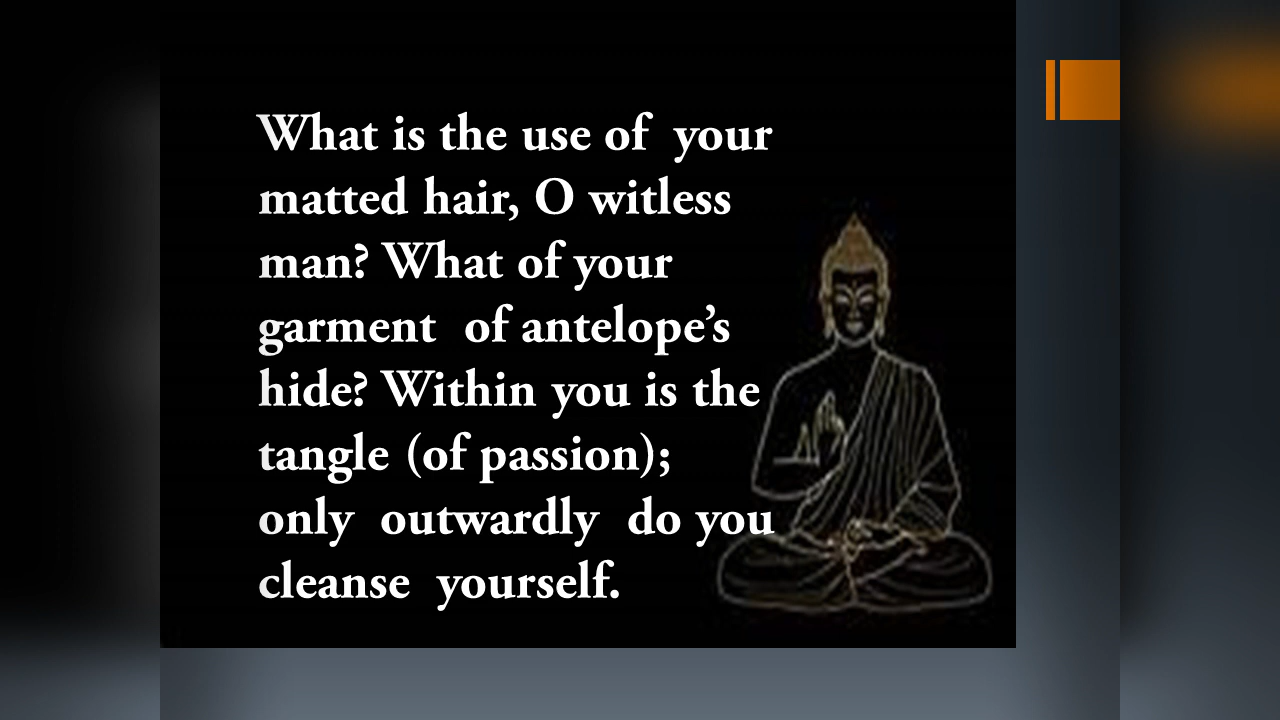 What is the use of your
matted hair, O witless
man? What of your
garment of antelope’s
hide? Within you is the
tangle (of passion);
only outwardly do you
cleanse yourself.